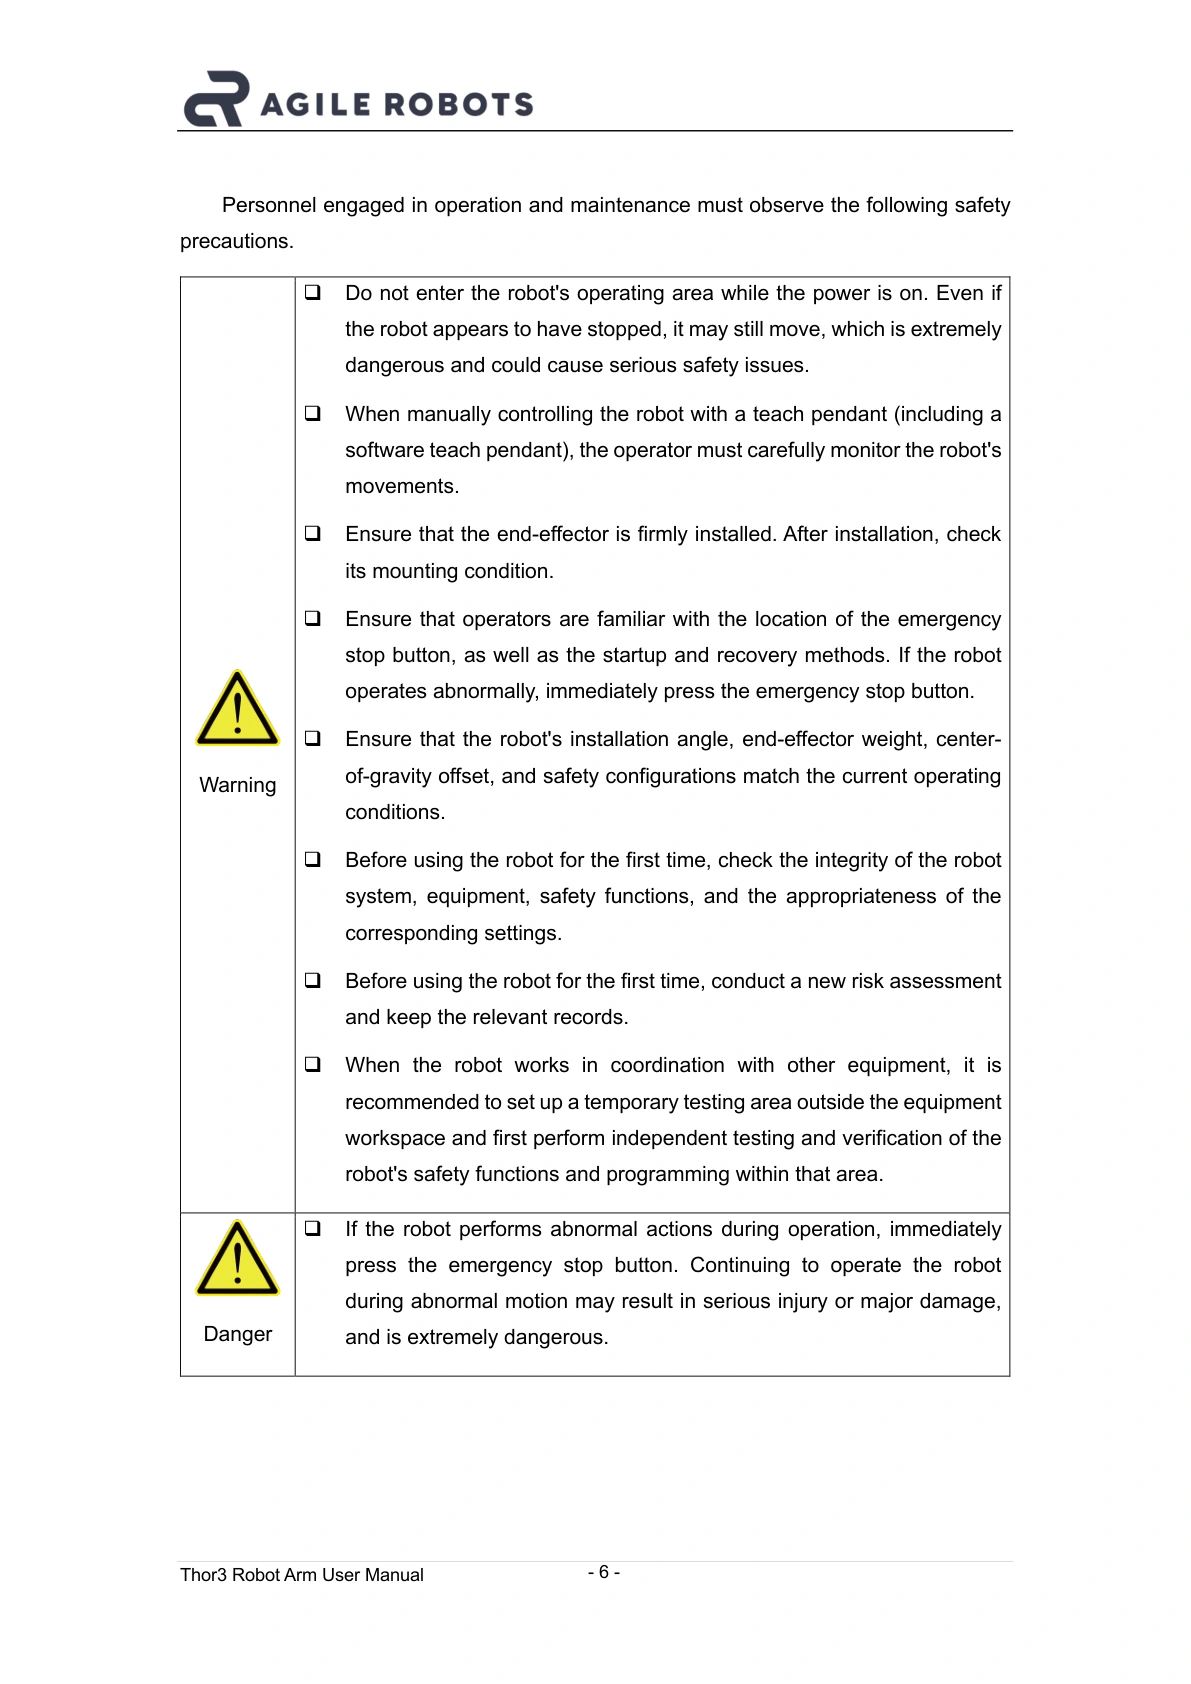 AGILE ROBOTS
Personnel engaged in operation and maintenance must observe the following safety
precautions.
Do not enter the robot's operating area while the power is on. Even if
the robot appears to have stopped, it may still move, which is extremely
dangerous and could cause serious safety issues.
When manually controlling the robot with a teach pendant (including a
software teach pendant), the operator must carefully monitor the robot's
movements.
Ensure that the end-effector is firmly installed. After installation, check
its mounting condition.
Ensure that operators are familiar with the location of the emergency
stop button, as well as the startup and recovery methods. If the robot
operates abnormally, immediately press the emergency stop button.
Ensure that the robot's installation angle, end-effector weight, center-
of-gravity offset, and safety configurations match the current operating
conditions.
Before using the robot for the first time, check the integrity of the robot
system, equipment, safety functions, and the appropriateness of the
corresponding settings.
Before using the robot for the first time, conduct a new risk assessment
and keep the relevant records.
When the robot works in coordination with other equipment, it is
recommended to set up a temporary testing area outside the equipment
workspace and first perform independent testing and verification of the
robot's safety functions and programming within that area.
Warning
If the robot performs abnormal actions during operation, immediately
press the emergency stop button. Continuing to operate the robot
during abnormal motion may result in serious injury or major damage,
and is extremely dangerous.
Danger
Thor3 Robot Arm User Manual
- 6 -